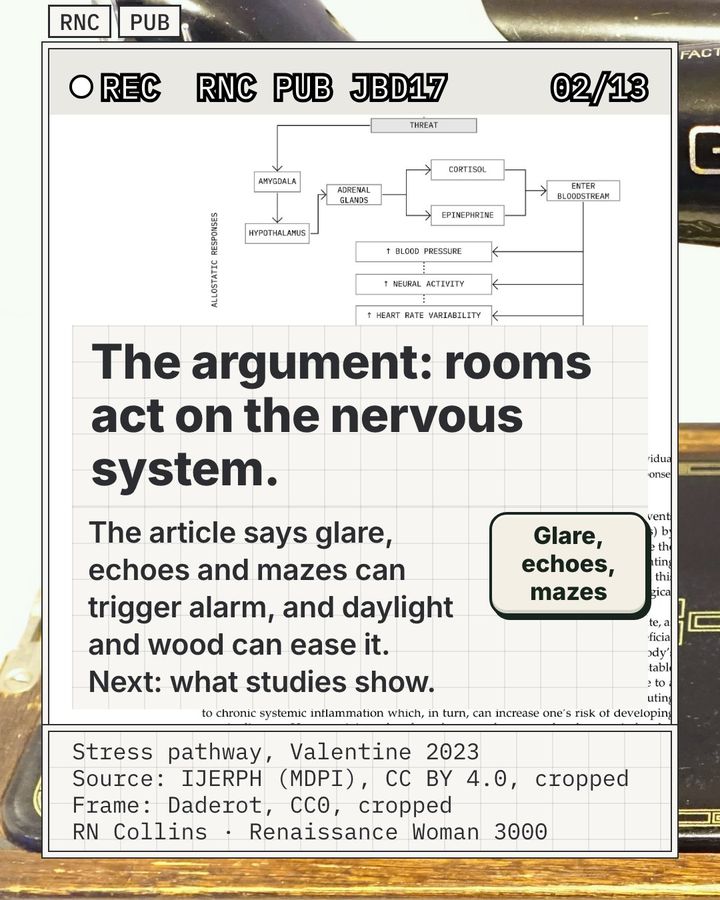 RNC PUB
FACT
REC RNC PUB JBD17 02/13
THREAT
AMYGDALA
HYPOTHALAMUS
ADRENAL
GLANDS
CORTISOL
EPINEPHRINE
ENTER
BLOODSTREAM
ALLOSTATIC RESPONSES
↑ BLOOD PRESSURE
↑ NEURAL ACTIVITY
↑ HEART RATE VARIABILITY
The argument: rooms
act on the nervous
system.
The article says glare,
echoes and mazes can
trigger alarm, and daylight
and wood can ease it.
Next: what studies show.
Glare,
echoes,
mazes
to chronic systemic inflammation which, in turn, can increase one's risk of developing
Stress pathway, Valentine 2023
Source: IJERPH (MDPI), CC BY 4.0, cropped
Frame: Daderot, CC0, cropped
RN Collins · Renaissance Woman 3000